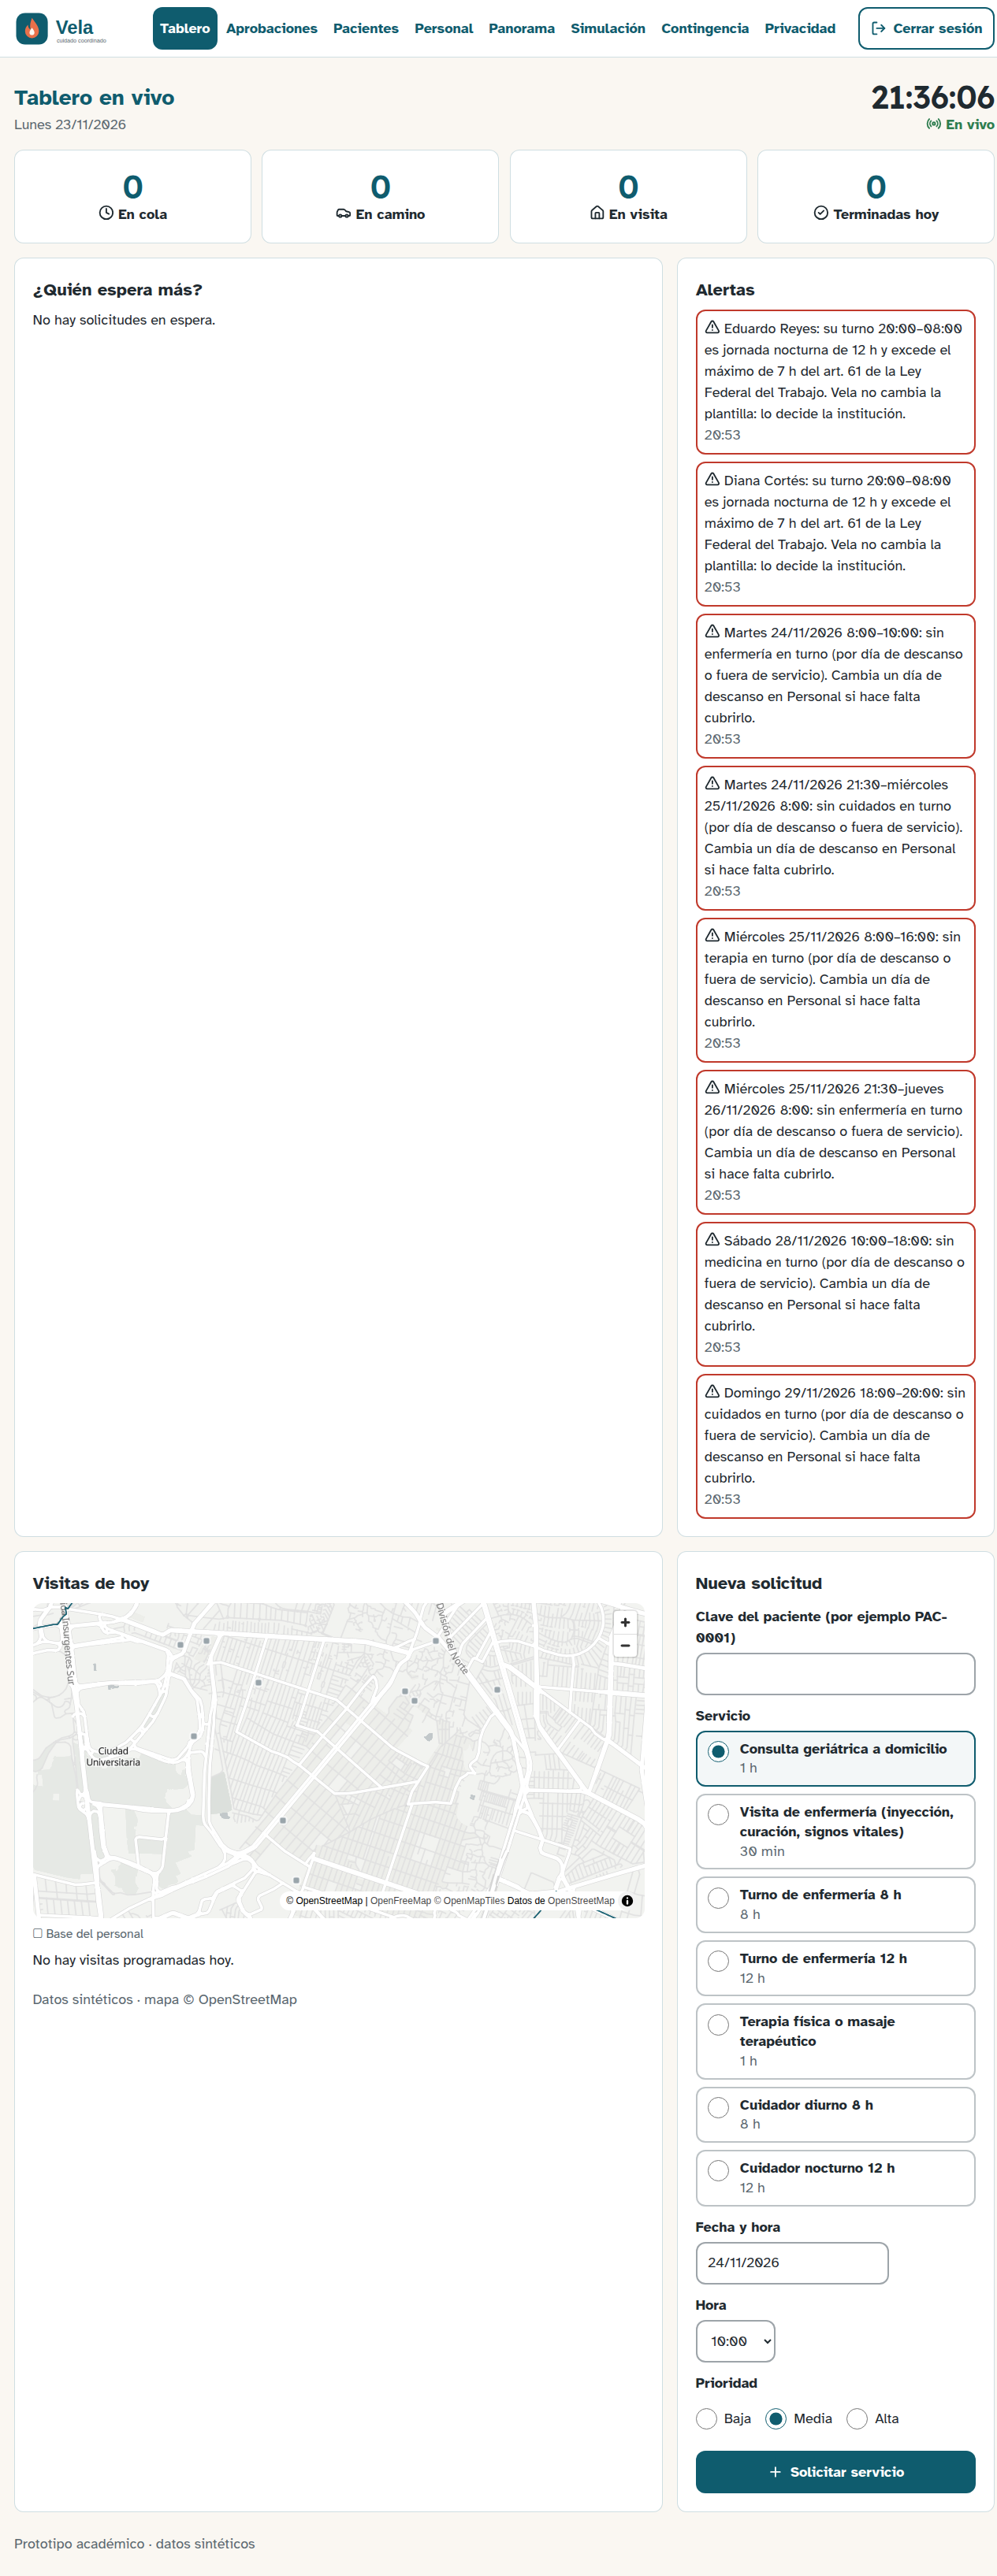 Vela
cuidado coordinado
Tablero
Aprobaciones
Pacientes
Personal
Panorama
Simulación
Contingencia
Privacidad
Cerrar sesión
Tablero en vivo
Lunes 23/11/2026
21:36:06
En vivo
0
En cola
0
En camino
0
En visita
0
Terminadas hoy
¿Quién espera más?
No hay solicitudes en espera.
Alertas
Eduardo Reyes: su turno 20:00–08:00
es jornada nocturna de 12 h y excede el
máximo de 7 h del art. 61 de la Ley
Federal del Trabajo. Vela no cambia la
plantilla: lo decide la institución.
20:53
Diana Cortés: su turno 20:00–08:00
es jornada nocturna de 12 h y excede el
máximo de 7 h del art. 61 de la Ley
Federal del Trabajo. Vela no cambia la
plantilla: lo decide la institución.
20:53
Martes 24/11/2026 8:00–10:00: sin
enfermería en turno (por día de descanso
o fuera de servicio). Cambia un día de
descanso en Personal si hace falta
cubrirlo.
20:53
Martes 24/11/2026 21:30–miércoles
25/11/2026 8:00: sin cuidados en turno
(por día de descanso o fuera de servicio).
Cambia un día de descanso en Personal
si hace falta cubrirlo.
20:53
Miércoles 25/11/2026 8:00–16:00: sin
terapia en turno (por día de descanso o
fuera de servicio). Cambia un día de
descanso en Personal si hace falta
cubrirlo.
20:53
Miércoles 25/11/2026 21:30–jueves
26/11/2026 8:00: sin enfermería en turno
(por día de descanso o fuera de servicio).
Cambia un día de descanso en Personal
si hace falta cubrirlo.
20:53
Sábado 28/11/2026 10:00–18:00: sin
medicina en turno (por día de descanso o
fuera de servicio). Cambia un día de
descanso en Personal si hace falta
cubrirlo.
20:53
Domingo 29/11/2026 18:00–20:00: sin
cuidados en turno (por día de descanso o
fuera de servicio). Cambia un día de
descanso en Personal si hace falta
cubrirlo.
20:53
Visitas de hoy
Insurgentes Sur
División del Norte
Ciudad
Universitaria
© OpenStreetMap | OpenFreeMap © OpenMapTiles Datos de OpenStreetMap
Base del personal
No hay visitas programadas hoy.
Datos sintéticos · mapa © OpenStreetMap
Nueva solicitud
Clave del paciente (por ejemplo PAC-
0001)
Servicio
Consulta geriátrica a domicilio
1 h
Visita de enfermería (inyección,
curación, signos vitales)
30 min
Turno de enfermería 8 h
8 h
Turno de enfermería 12 h
12 h
Terapia física o masaje
terapéutico
1 h
Cuidador diurno 8 h
8 h
Cuidador nocturno 12 h
12 h
Fecha y hora
24/11/2026
Hora
10:00
Prioridad
Baja
Media
Alta
+ Solicitar servicio
Prototipo académico · datos sintéticos